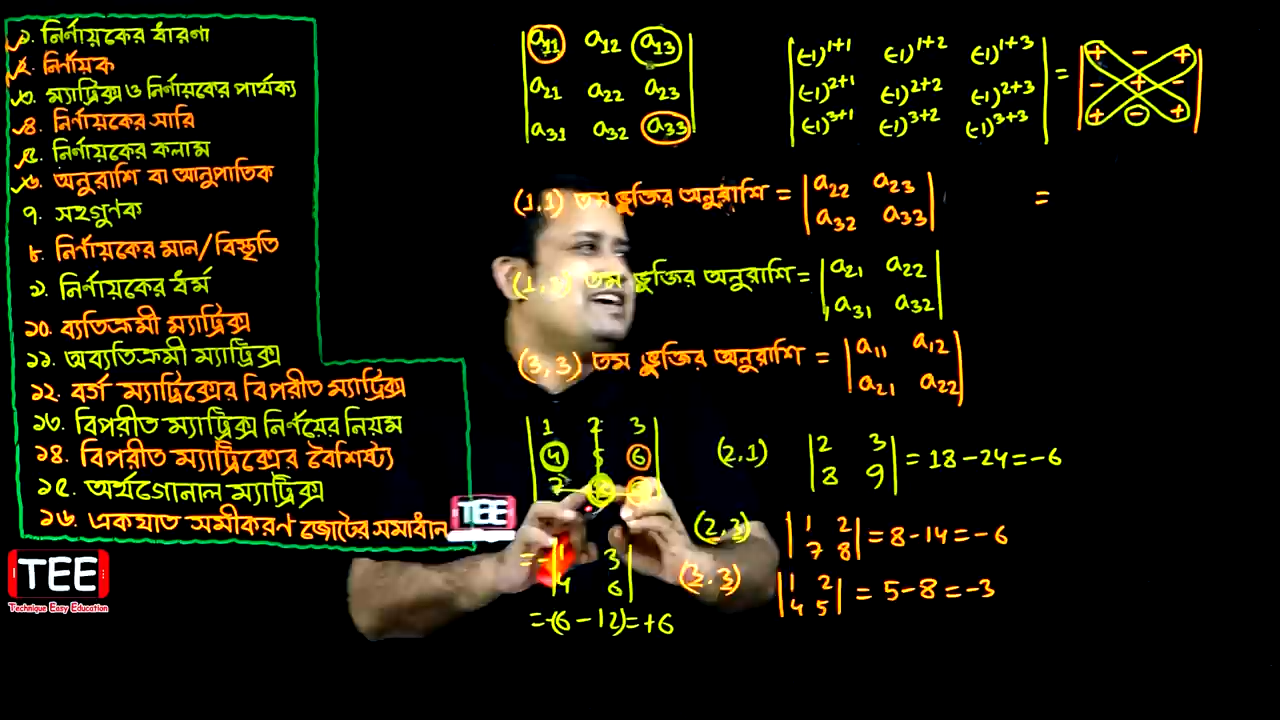 ১. নির্ণায়কের ধারণা
২. নির্ণায়ক
৩. ম্যাট্রিক্স ও নির্ণায়কের পার্থক্য
৪. নির্ণায়কের সারি
৫. নির্ণায়কের কলাম
৬. অনুরাশি বা আনুপাতিক
৭. সহগুণক
৮. নির্ণায়কের মান/বিস্তৃতি
৯. নির্ণায়কের ধর্ম
১০. ব্যতিক্রমী ম্যাট্রিক্স
১১. অব্যতিক্রমী ম্যাট্রিক্স
১২. বর্গ ম্যাট্রিক্সের বিপরীত ম্যাট্রিক্স
১৩. বিপরীত ম্যাট্রিক্স নির্ণয়ের নিয়ম
১৪. বিপরীত ম্যাট্রিক্সের বৈশিষ্ট্য
১৫. অর্থগোনাল ম্যাট্রিক্স
১৬. একঘাত সমীকরণ জোটের সমাধান
TEE
Technique Easy Education
TEE
a11 a12 a13
a21 a22 a23
a31 a32 a33
(-1)^1+1 (-1)^1+2 (-1)^1+3 = + - +
(-1)^2+1 (-1)^2+2 (-1)^2+3 - + -
(-1)^3+1 (-1)^3+2 (-1)^3+3 + - +
(1,1) তম ভুক্তির অনুরাশি = | a22 a23 | =
| a32 a33 |
তম ভুক্তির অনুরাশি = | a21 a22 |
| a31 a32 |
(3,3) তম ভুক্তির অনুরাশি = | a11 a12 |
| a21 a22 |
1 2 3
4 5 6
7
= - | 1 3 |
| 4 6 |
= -(6-12) = +6
(2,1) | 2 3 | = 18-24 = -6
| 8 9 |
(2,3) | 1 2 | = 8-14 = -6
| 7 8 |
(3,3) | 1 2 | = 5-8 = -3
| 4 5 |